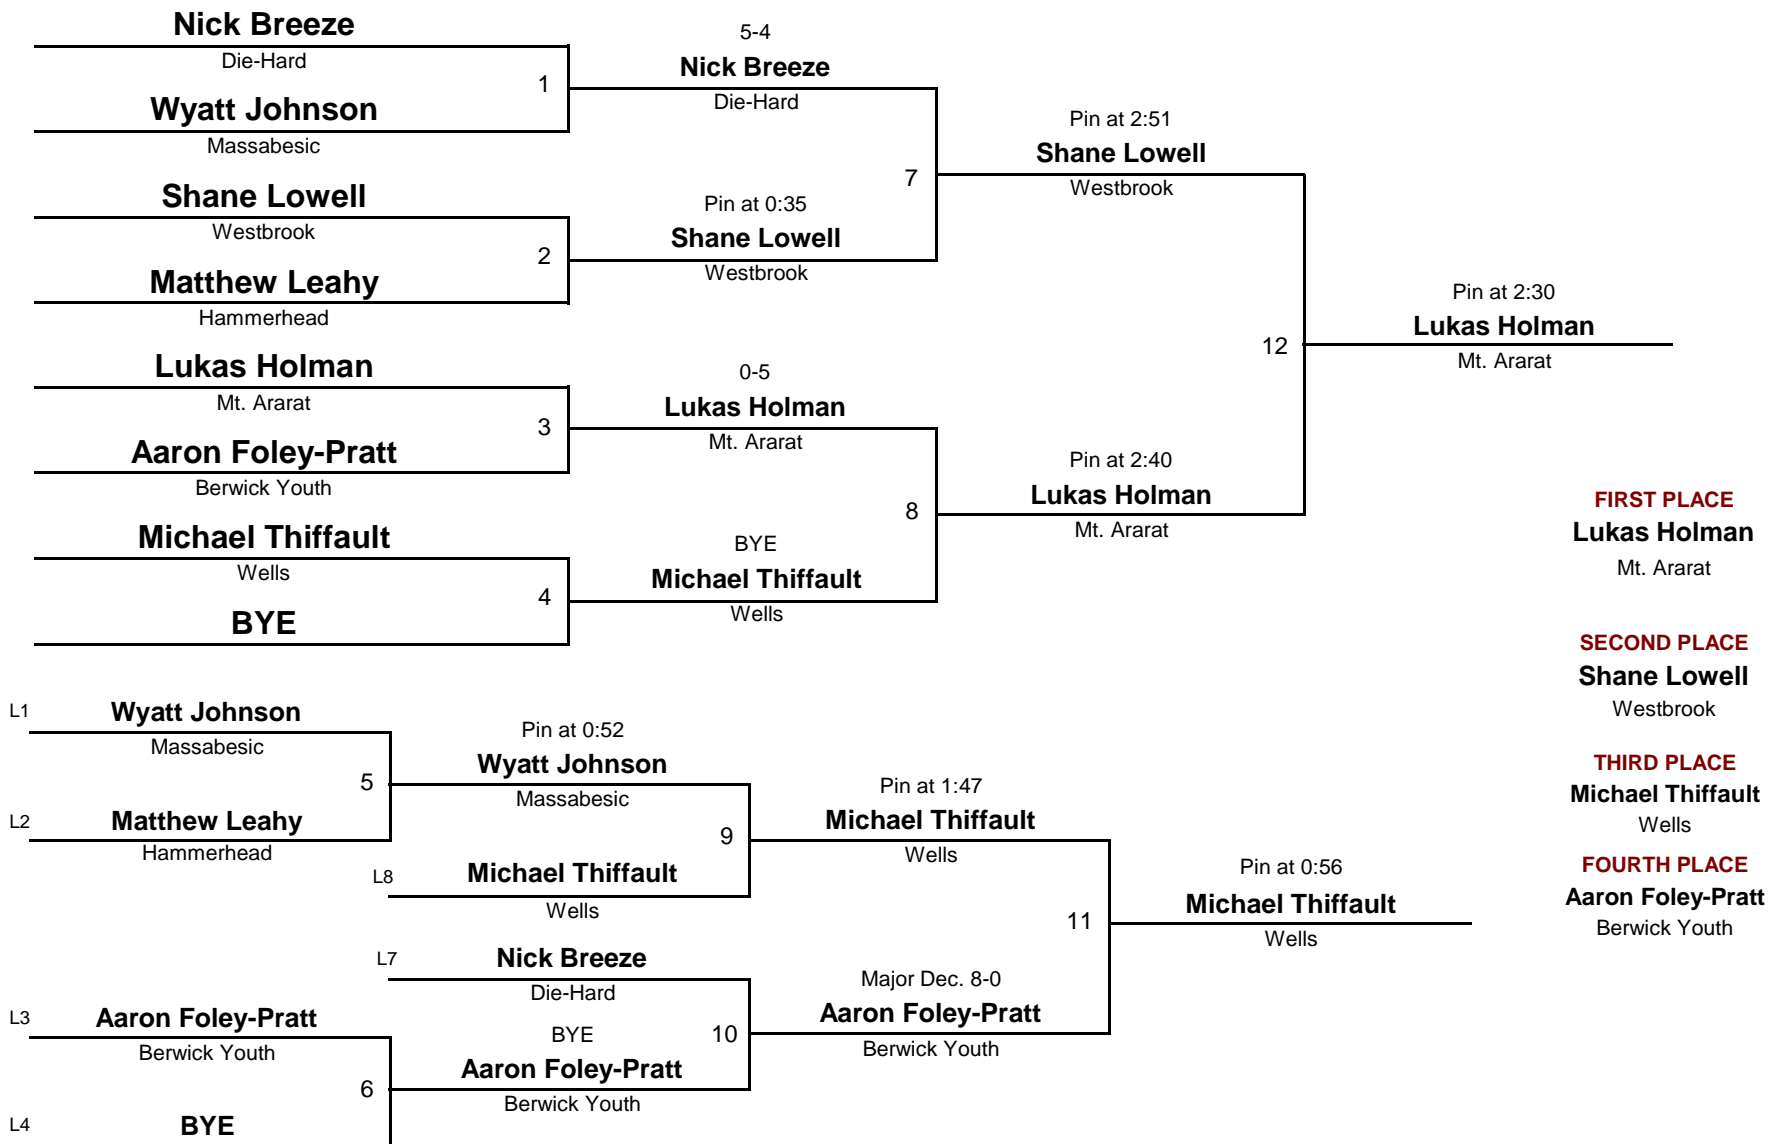 Nick Breeze
Die-Hard
1
Wyatt Johnson
Massabesic
Shane Lowell
Westbrook
2
Matthew Leahy
Hammerhead
Lukas Holman
Mt. Ararat
3
Aaron Foley-Pratt
Berwick Youth
Michael Thiffault
Wells
4
BYE
5-4
Nick Breeze
Die-Hard
7
Pin at 0:35
Shane Lowell
Westbrook
0-5
Lukas Holman
Mt. Ararat
8
BYE
Michael Thiffault
Wells
Pin at 2:51
Shane Lowell
Westbrook
12
Pin at 2:40
Lukas Holman
Mt. Ararat
Pin at 2:30
Lukas Holman
Mt. Ararat
FIRST PLACE
Lukas Holman
Mt. Ararat
SECOND PLACE
Shane Lowell
Westbrook
THIRD PLACE
Michael Thiffault
Wells
FOURTH PLACE
Aaron Foley-Pratt
Berwick Youth
L1 Wyatt Johnson
Massabesic
5
L2 Matthew Leahy
Hammerhead
Pin at 0:52
Wyatt Johnson
Massabesic
9
L8 Michael Thiffault
Wells
L7 Nick Breeze
Die-Hard
10
BYE
Aaron Foley-Pratt
Berwick Youth
L3 Aaron Foley-Pratt
Berwick Youth
6
L4 BYE
Pin at 1:47
Michael Thiffault
Wells
11
Major Dec. 8-0
Aaron Foley-Pratt
Berwick Youth
Pin at 0:56
Michael Thiffault
Wells